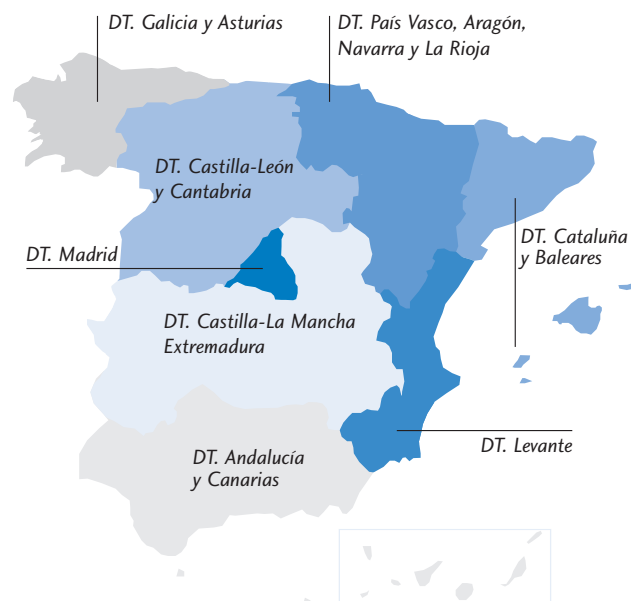 DT. Galicia y Asturias
DT. País Vasco, Aragón,
Navarra y La Rioja
DT. Castilla-León
y Cantabria
DT. Madrid
DT. Cataluña
y Baleares
DT. Castilla-La Mancha
Extremadura
DT. Levante
DT. Andalucía
y Canarias